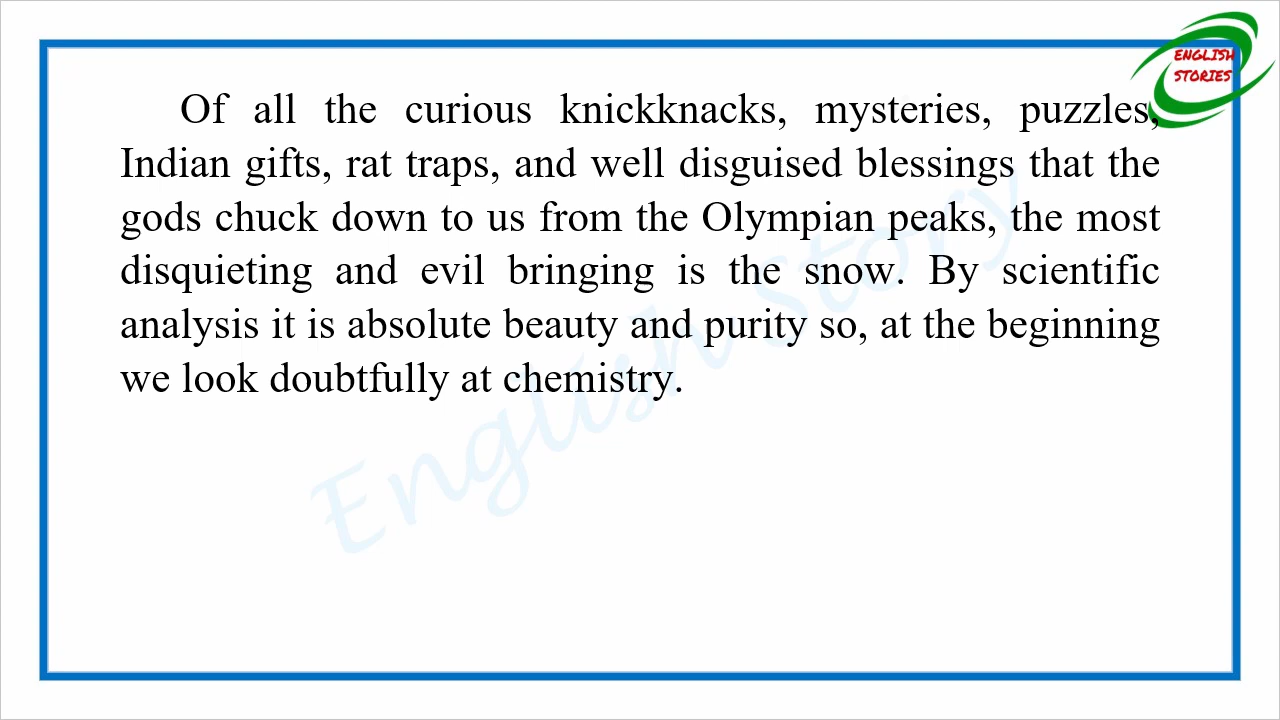 ENGLISH
STORIES
Of all the curious knickknacks, mysteries, puzzles,
Indian gifts, rat traps, and well disguised blessings that the
gods chuck down to us from the Olympian peaks, the most
disquieting and evil bringing is the snow. By scientific
analysis it is absolute beauty and purity so, at the beginning
we look doubtfully at chemistry.
English Story